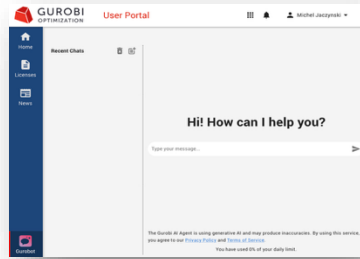 GUROBI
OPTIMIZATION
User Portal
Michel Jaczynski
Home
Licenses
News
Gurobot
Recent Chats
Hi! How can I help you?
Type your message...
The Gurobi AI Agent is using generative AI and may produce inaccuracies. By using this service,
you agree to our Privacy Policy and Terms of Service.
You have used 0% of your daily limit.